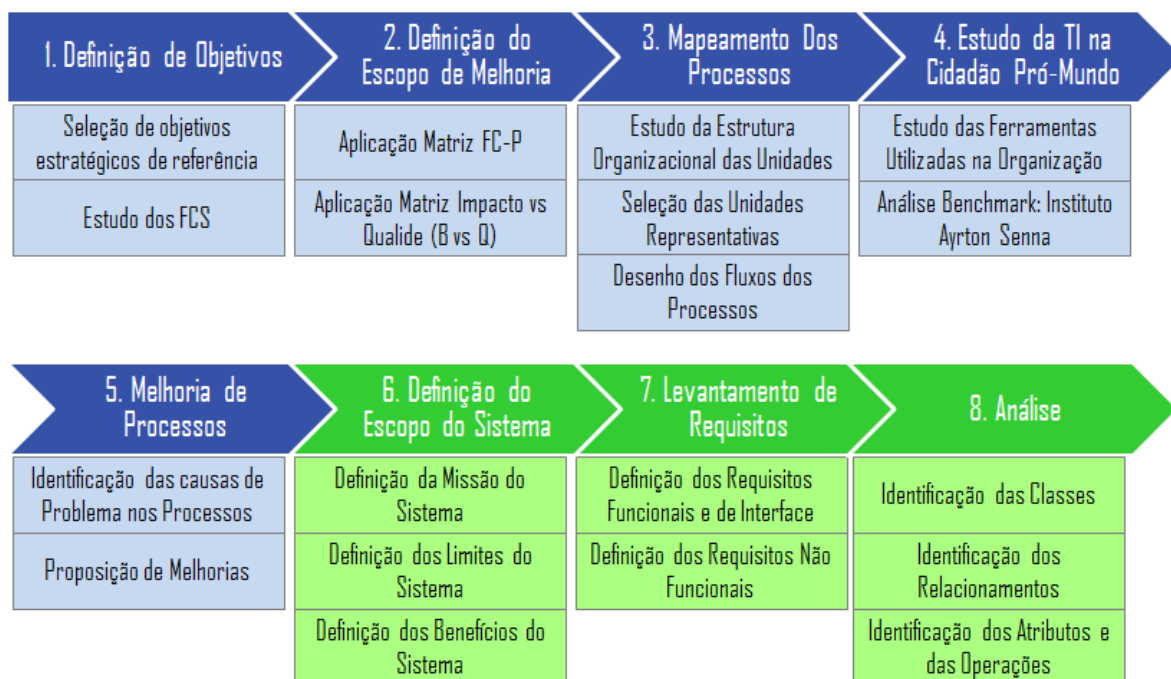 1. Definição de Objetivos
2. Definição do
Escopo de Melhoria
3. Mapeamento Dos
Processos
4. Estudo da TI na
Cidadão Pró-Mundo
Seleção de objetivos
estratégicos de referência
Estudo dos FCS
Aplicação Matriz FC-P
Aplicação Matriz Impacto vs
Qualide (B vs Q)
Estudo da Estrutura
Organizacional das Unidades
Seleção das Unidades
Representativas
Desenho dos Fluxos dos
Processos
Estudo das Ferramentas
Utilizadas na Organização
Análise Benchmark: Instituto
Ayrton Senna
5. Melhoria de
Processos
6. Definição do
Escopo do Sistema
7. Levantamento de
Requisitos
8. Análise
Identificação das causas de
Problema nos Processos
Proposição de Melhorias
Definição da Missão do
Sistema
Definição dos Limites do
Sistema
Definição dos Benefícios do
Sistema
Definição dos Requisitos
Funcionais e de Interface
Definição dos Requisitos Não
Funcionais
Identificação das Classes
Identificação dos
Relacionamentos
Identificação dos Atributos e
das Operações